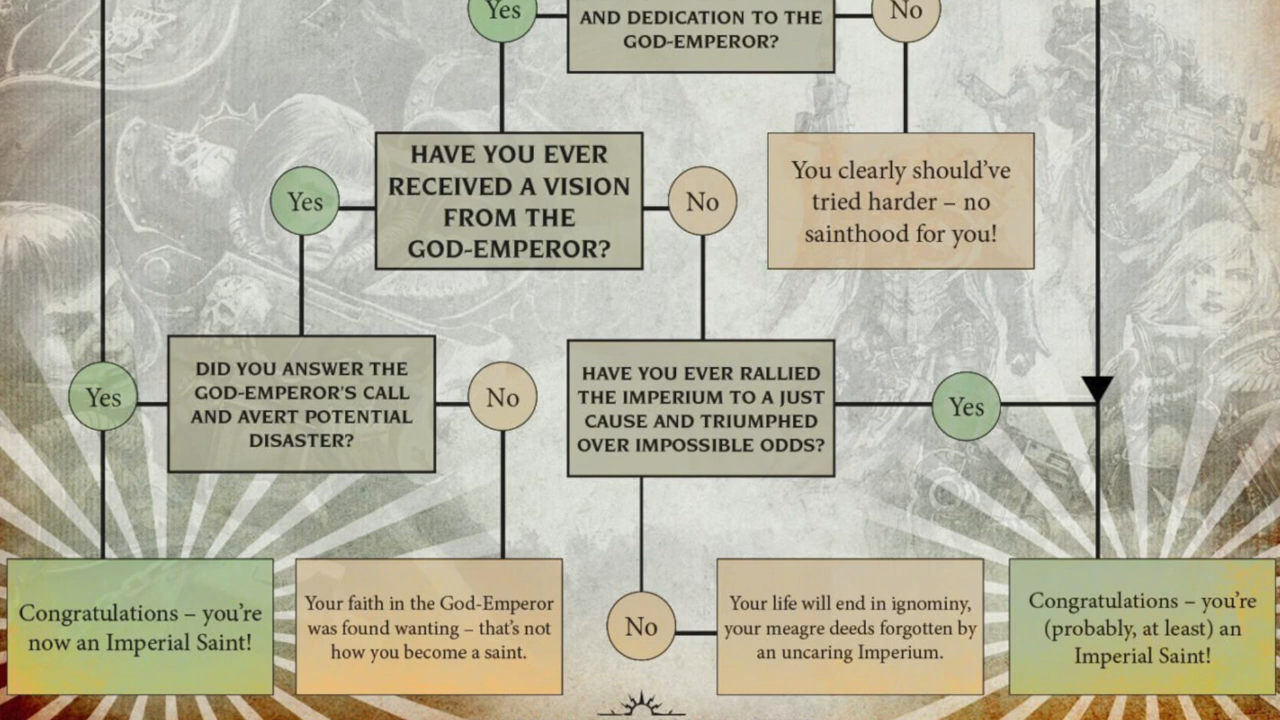 Yes
AND DEDICATION TO THE
GOD-EMPEROR?
No
HAVE YOU EVER
RECEIVED A VISION
FROM THE
GOD-EMPEROR?
Yes
No
You clearly should've
tried harder – no
sainthood for you!
DID YOU ANSWER THE
GOD-EMPEROR'S CALL
AND AVERT POTENTIAL
DISASTER?
Yes
No
HAVE YOU EVER RALLIED
THE IMPERIUM TO A JUST
CAUSE AND TRIUMPHED
OVER IMPOSSIBLE ODDS?
Yes
Congratulations – you're
now an Imperial Saint!
Your faith in the God-Emperor
was found wanting – that's not
how you become a saint.
No
Your life will end in ignominy,
your meagre deeds forgotten by
an uncaring Imperium.
Congratulations – you're
(probably, at least) an
Imperial Saint!